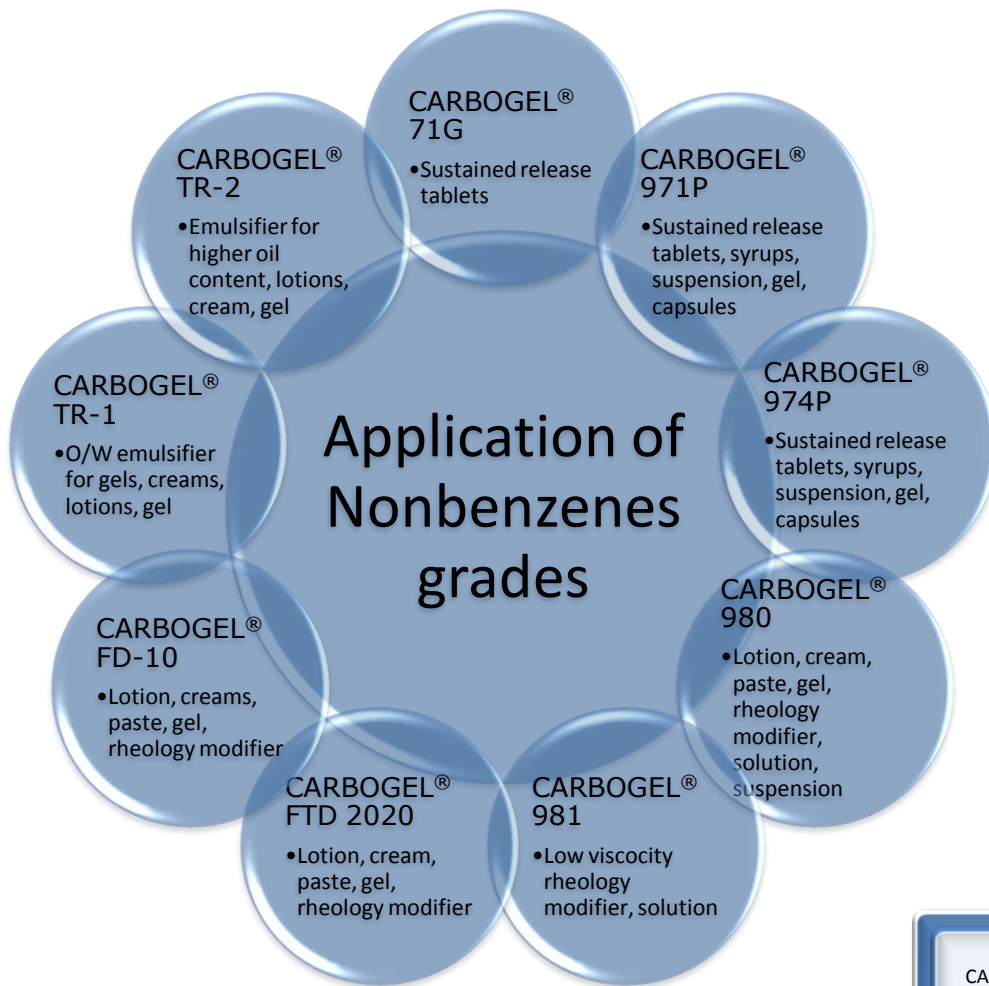 CARBOGEL®
71G
•Sustained release
tablets
CARBOGEL®
971P
•Sustained release
tablets, syrups,
suspension, gel,
capsules
CARBOGEL®
974P
•Sustained release
tablets, syrups,
suspension, gel,
capsules
CARBOGEL®
980
•Lotion, cream,
paste, gel,
rheology
modifier,
solution,
suspension
CARBOGEL®
981
•Low viscocity
rheology
modifier, solution
CARBOGEL®
FTD 2020
•Lotion, cream,
paste, gel,
rheology modifier
CARBOGEL®
FD-10
•Lotion, creams,
paste, gel,
rheology modifier
CARBOGEL®
TR-1
•O/W emulsifier
for gels, creams,
lotions, gel
CARBOGEL®
TR-2
•Emulsifier for
higher oil
content, lotions,
cream, gel
Application of
Nonbenzenes
grades
CA